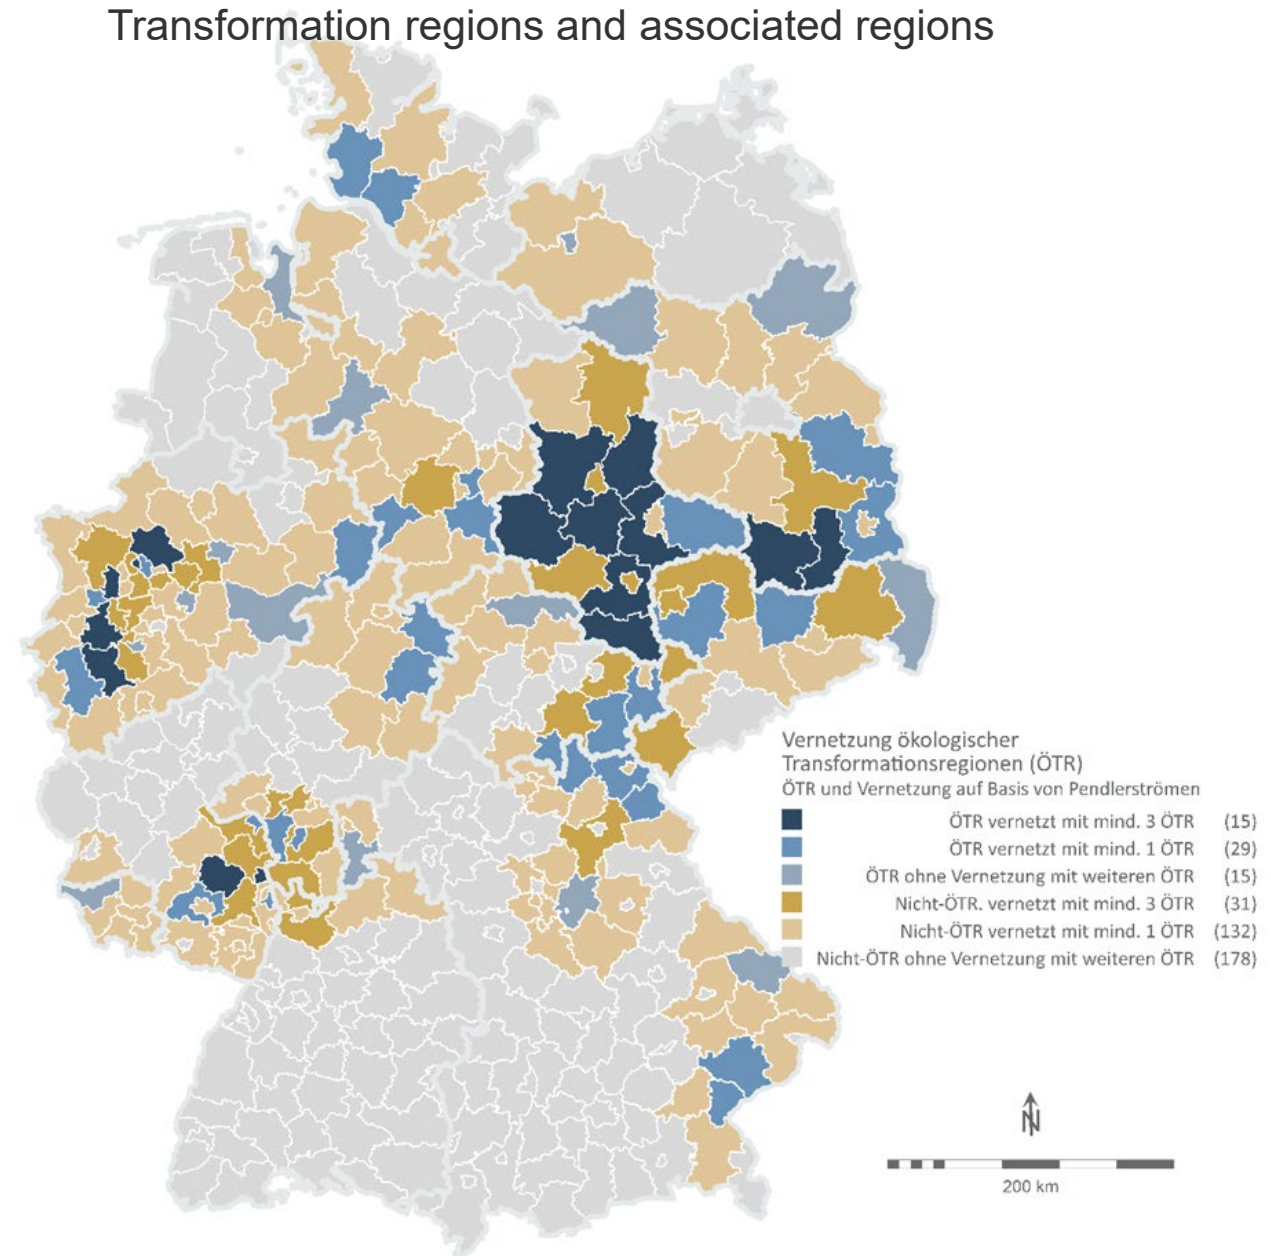 Transformation regions and associated regions
Vernetzung ökologischer
Transformationsregionen (ÖTR)
ÖTR und Vernetzung auf Basis von Pendlerströmen
ÖTR vernetzt mit mind. 3 ÖTR (15)
ÖTR vernetzt mit mind. 1 ÖTR (29)
ÖTR ohne Vernetzung mit weiteren ÖTR (15)
Nicht-ÖTR. vernetzt mit mind. 3 ÖTR (31)
Nicht-ÖTR vernetzt mit mind. 1 ÖTR (132)
Nicht-ÖTR ohne Vernetzung mit weiteren ÖTR (178)
N
200 km